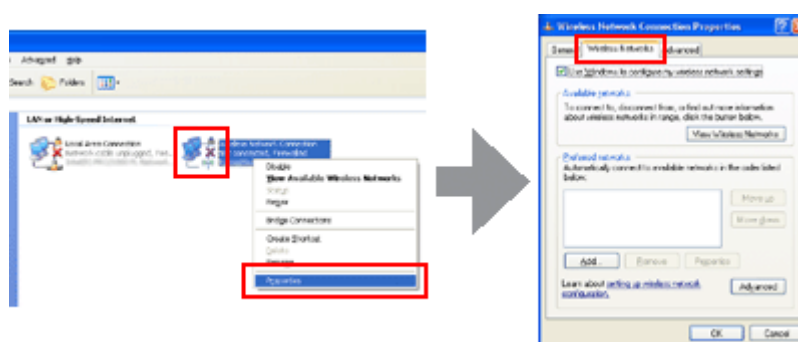 Advanced Help
Search Folders
LAN or High-Speed Internet
Local Area Connection
Network cable unplugged, Fire...
Wireless Network Connection
Not connected, Firewalled
Disable
View Available Wireless Networks
Status
Repair
Bridge Connections
Create Shortcut
Delete
Rename
Properties
Wireless Network Connection Properties
General Wireless Networks Advanced
Use Windows to configure my wireless network settings
Available networks
To connect to, disconnect from, or find out more information
about wireless networks in range, click the button below.
View Wireless Networks
Preferred networks
Automatically connect to available networks in the order listed
below:
Move up
Move down
Add... Remove Properties
Learn about setting up wireless network
configuration.
Advanced
OK Cancel